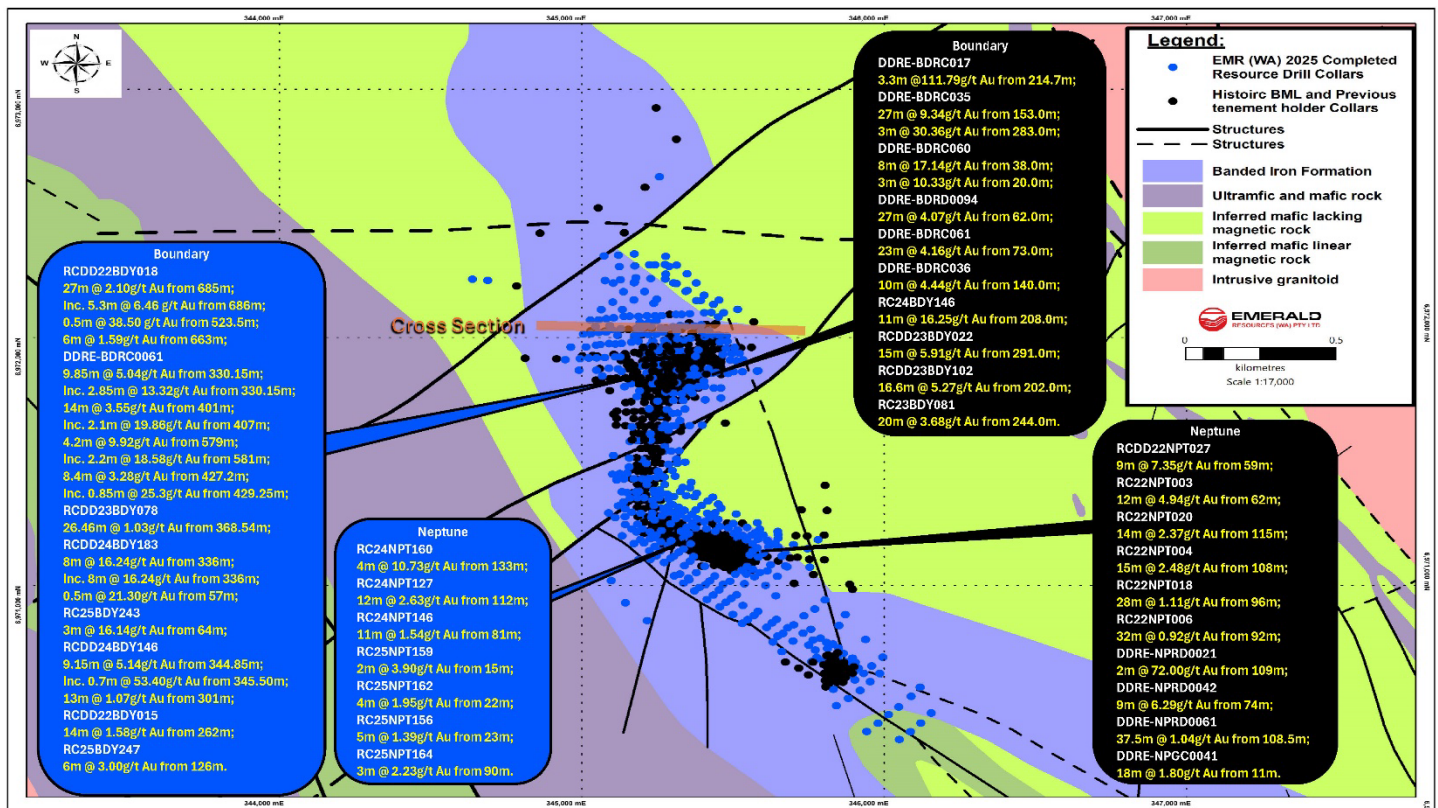 344,000 mE
345,000 mE
346,000 mE
347,000 mE
N
W
E
S
6,973,000 mN
6,972,000 mN
6,971,000 mN
Boundary
RCDD22BDY018
27m @ 2.10g/t Au from 685m;
Inc. 5.3m @ 6.46 g/t Au from 686m;
0.5m @ 38.50 g/t Au from 523.5m;
6m @ 1.59g/t Au from 663m;
DDRE-BDRC0061
9.85m @ 5.04g/t Au from 330.15m;
Inc. 2.85m @ 13.32g/t Au from 330.15m;
14m @ 3.55g/t Au from 401m;
Inc. 2.1m @ 19.86g/t Au from 407m;
4.2m @ 9.92g/t Au from 579m;
Inc. 2.2m @ 18.58g/t Au from 581m;
8.4m @ 3.28g/t Au from 427.2m;
Inc. 0.85m @ 25.3g/t Au from 429.25m;
RCDD23BDY078
26.46m @ 1.03g/t Au from 368.54m;
RCDD24BDY183
8m @ 16.24g/t Au from 336m;
Inc. 8m @ 16.24g/t Au from 336m;
0.5m @ 21.30g/t Au from 57m;
RC25BDY243
3m @ 16.14g/t Au from 64m;
RCDD24BDY146
9.15m @ 5.14g/t Au from 344.85m;
Inc. 0.7m @ 53.40g/t Au from 345.50m;
13m @ 1.07g/t Au from 301m;
RCDD22BDY015
14m @ 1.58g/t Au from 262m;
RC25BDY247
6m @ 3.00g/t Au from 126m.
Cross Section
Neptune
RC24NPT160
4m @ 10.73g/t Au from 133m;
RC24NPT127
12m @ 2.63g/t Au from 112m;
RC24NPT146
11m @ 1.54g/t Au from 81m;
RC25NPT159
2m @ 3.90g/t Au from 15m;
RC25NPT162
4m @ 1.95g/t Au from 22m;
RC25NPT156
5m @ 1.39g/t Au from 23m;
RC25NPT164
3m @ 2.23g/t Au from 90m.
Boundary
DDRE-BDRC017
3.3m @111.79g/t Au from 214.7m;
DDRE-BDRC035
27m @ 9.34g/t Au from 153.0m;
3m @ 30.36g/t Au from 283.0m;
DDRE-BDRC060
8m @ 17.14g/t Au from 38.0m;
3m @ 10.33g/t Au from 20.0m;
DDRE-BDRD0094
27m @ 4.07g/t Au from 62.0m;
DDRE-BDRC061
23m @ 4.16g/t Au from 73.0m;
DDRE-BDRC036
10m @ 4.44g/t Au from 140.0m;
RC24BDY146
11m @ 16.25g/t Au from 208.0m;
RCDD23BDY022
15m @ 5.91g/t Au from 291.0m;
RCDD23BDY102
16.6m @ 5.27g/t Au from 202.0m;
RC23BDY081
20m @ 3.68g/t Au from 244.0m.
Legend:
EMR (WA) 2025 Completed
Resource Drill Collars
Histoirc BML and Previous
tenement holder Collars
Structures
Structures
Banded Iron Formation
Ultramfic and mafic rock
Inferred mafic lacking
magnetic rock
Inferred mafic linear
magnetic rock
Intrusive granitoid
EMERALD
RESOURCES (WA) PTY LTD
0
0.5
kilometres
Scale 1:17,000
Neptune
RCDD22NPT027
9m @ 7.35g/t Au from 59m;
RC22NPT003
12m @ 4.94g/t Au from 62m;
RC22NPT020
14m @ 2.37g/t Au from 115m;
RC22NPT004
15m @ 2.48g/t Au from 108m;
RC22NPT018
28m @ 1.11g/t Au from 96m;
RC22NPT006
32m @ 0.92g/t Au from 92m;
DDRE-NPRD0021
2m @ 72.00g/t Au from 109m;
DDRE-NPRD0042
9m @ 6.29g/t Au from 74m;
DDRE-NPRD0061
37.5m @ 1.04g/t Au from 108.5m;
DDRE-NPGC0041
18m @ 1.80g/t Au from 11m.
6,972,000 mN
6,971,000 mN
344,000 mE
345,000 mE
346,000 mE
347,000 mE